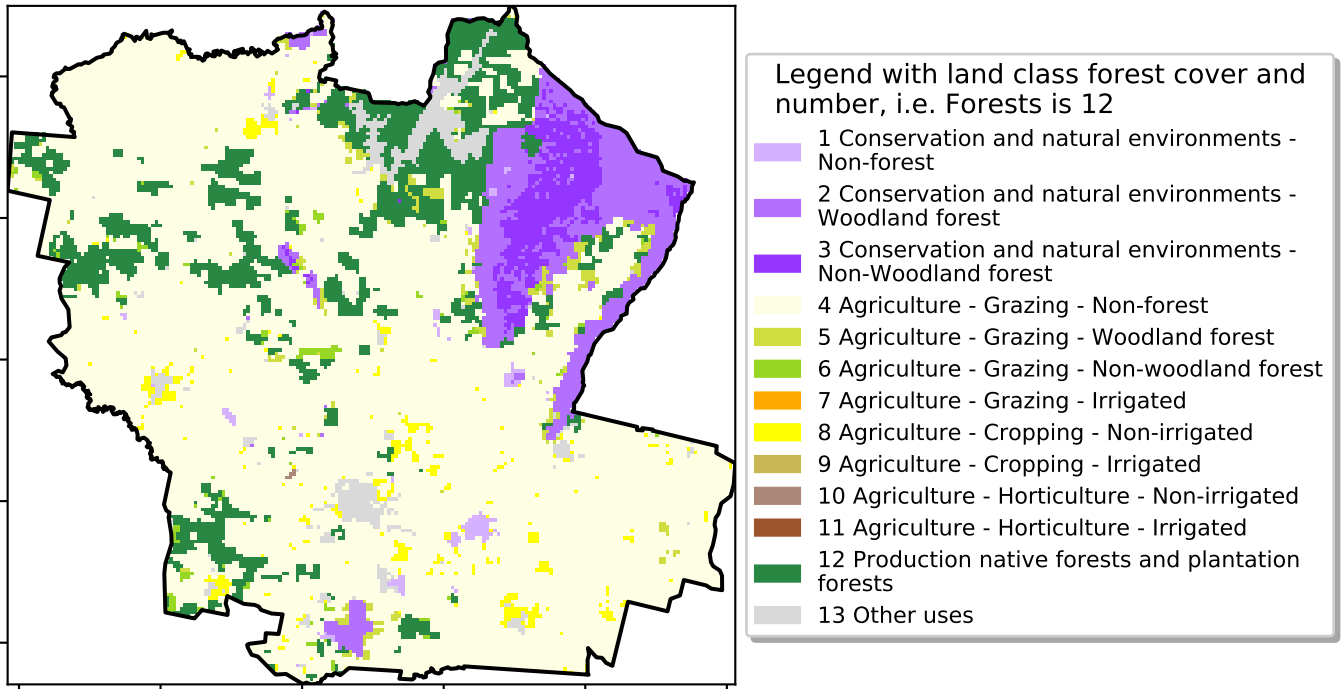 Legend with land class forest cover and
number, i.e. Forests is 12
1 Conservation and natural environments -
Non-forest
2 Conservation and natural environments -
Woodland forest
3 Conservation and natural environments -
Non-Woodland forest
4 Agriculture - Grazing - Non-forest
5 Agriculture - Grazing - Woodland forest
6 Agriculture - Grazing - Non-woodland forest
7 Agriculture - Grazing - Irrigated
8 Agriculture - Cropping - Non-irrigated
9 Agriculture - Cropping - Irrigated
10 Agriculture - Horticulture - Non-irrigated
11 Agriculture - Horticulture - Irrigated
12 Production native forests and plantation
forests
13 Other uses